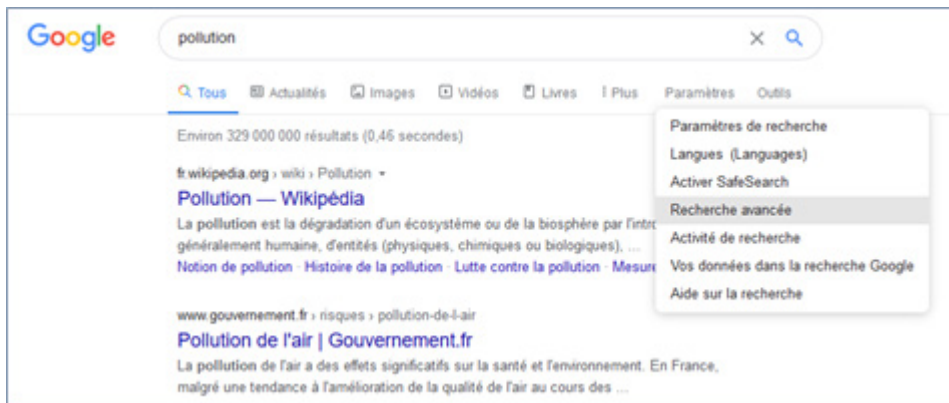 Google pollution
Tous Actualités Images Vidéos Livres Plus Paramètres Outils
Environ 329 000 000 résultats (0,46 secondes)
Paramètres de recherche
Langues (Languages)
Activer SafeSearch
Recherche avancée
Activité de recherche
Vos données dans la recherche Google
Aide sur la recherche
fr.wikipedia.org › wiki › Pollution
Pollution — Wikipédia
La pollution est la dégradation d'un écosystème ou de la biosphère par l'intro
généralement humaine, d'entités (physiques, chimiques ou biologiques), ...
Notion de pollution · Histoire de la pollution · Lutte contre la pollution · Mesure
www.gouvernement.fr › risques › pollution-de-l-air
Pollution de l'air | Gouvernement.fr
La pollution de l'air a des effets significatifs sur la santé et l'environnement. En France,
malgré une tendance à l'amélioration de la qualité de l'air au cours des ...